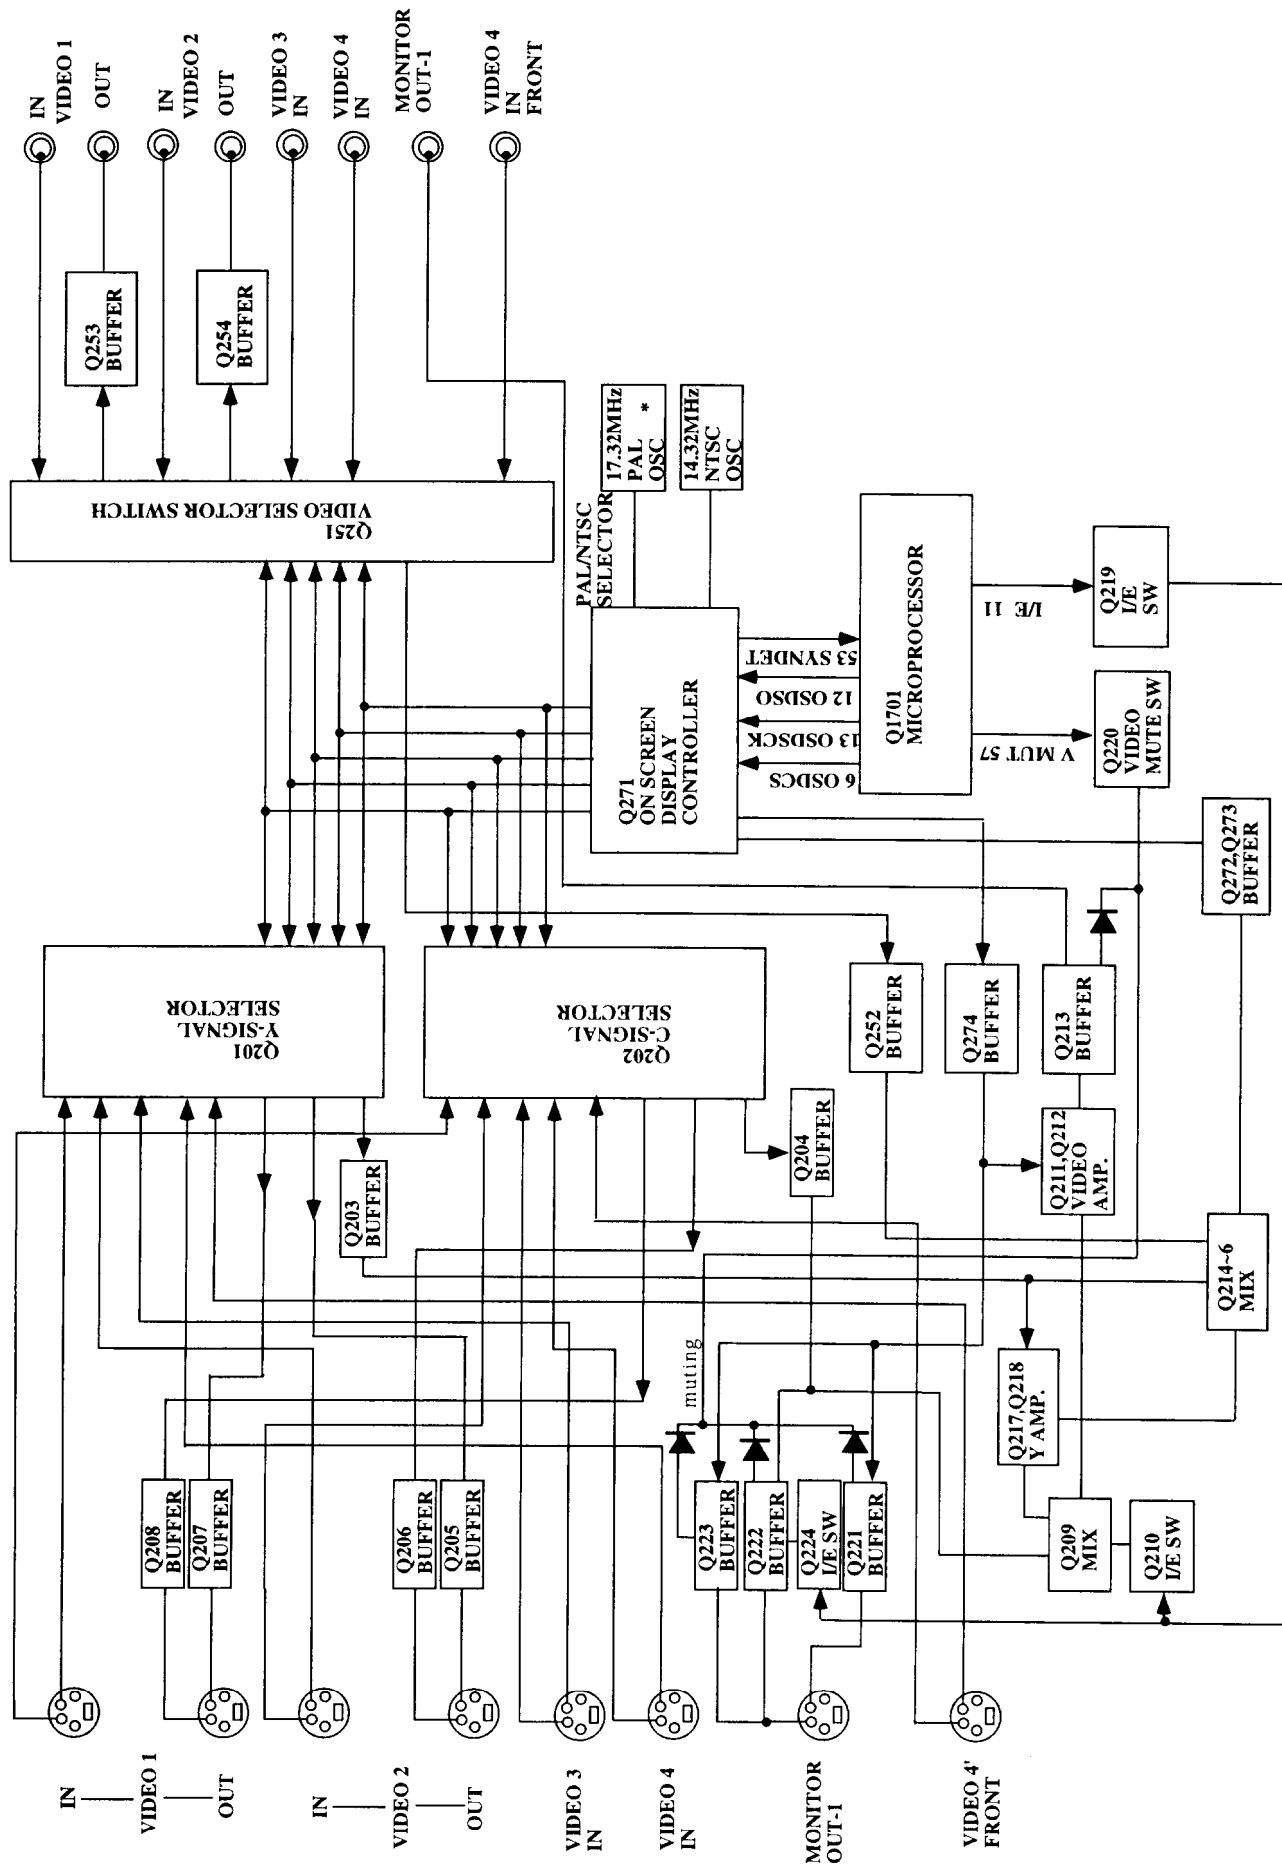 IN
VIDEO 1
OUT
IN
VIDEO 2
OUT
VIDEO 3
IN
VIDEO 4
IN
MONITOR
OUT-1
VIDEO 4
IN
FRONT
Q253
BUFFER
Q254
BUFFER
Q251
VIDEO SELECTOR SWITCH
PAL/NTSC
SELECTOR
17.32MHz
PAL *
OSC
14.32MHz
NTSC
OSC
Q271
ON SCREEN
DISPLAY
CONTROLLER
6 OSDCS
13 OSDSCK
12 OSDSO
53 SYNDET
Q1701
MICROPROCESSOR
V MUT 57
I/E 11
Q219
I/E
SW
Q220
VIDEO
MUTE SW
Q272,Q273
BUFFER
Q201
Y-SIGNAL
SELECTOR
Q202
C-SIGNAL
SELECTOR
Q252
BUFFER
Q274
BUFFER
Q213
BUFFER
Q203
BUFFER
Q204
BUFFER
Q211,Q212
VIDEO
AMP.
Q214~6
MIX
Q217,Q218
Y AMP.
muting
Q208
BUFFER
Q207
BUFFER
Q206
BUFFER
Q205
BUFFER
Q223
BUFFER
Q222
BUFFER
Q224
I/E SW
Q221
BUFFER
Q209
MIX
Q210
I/E SW
IN
VIDEO 1
OUT
IN
VIDEO 2
OUT
VIDEO 3
IN
VIDEO 4
IN
MONITOR
OUT-1
VIDEO 4'
FRONT